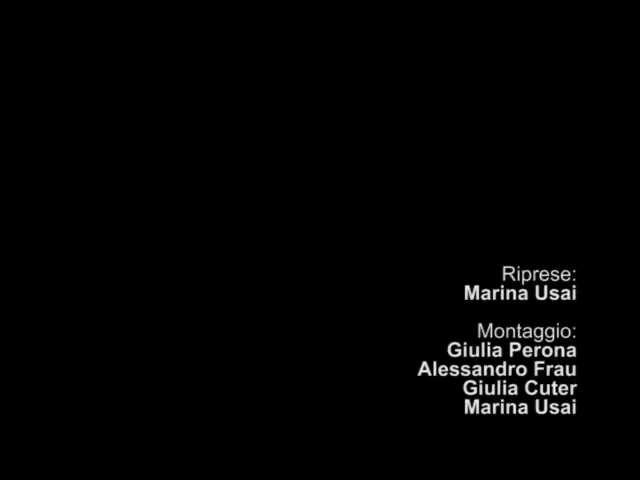 Riprese:
Marina Usai
Montaggio:
Giulia Perona
Alessandro Frau
Giulia Cuter
Marina Usai